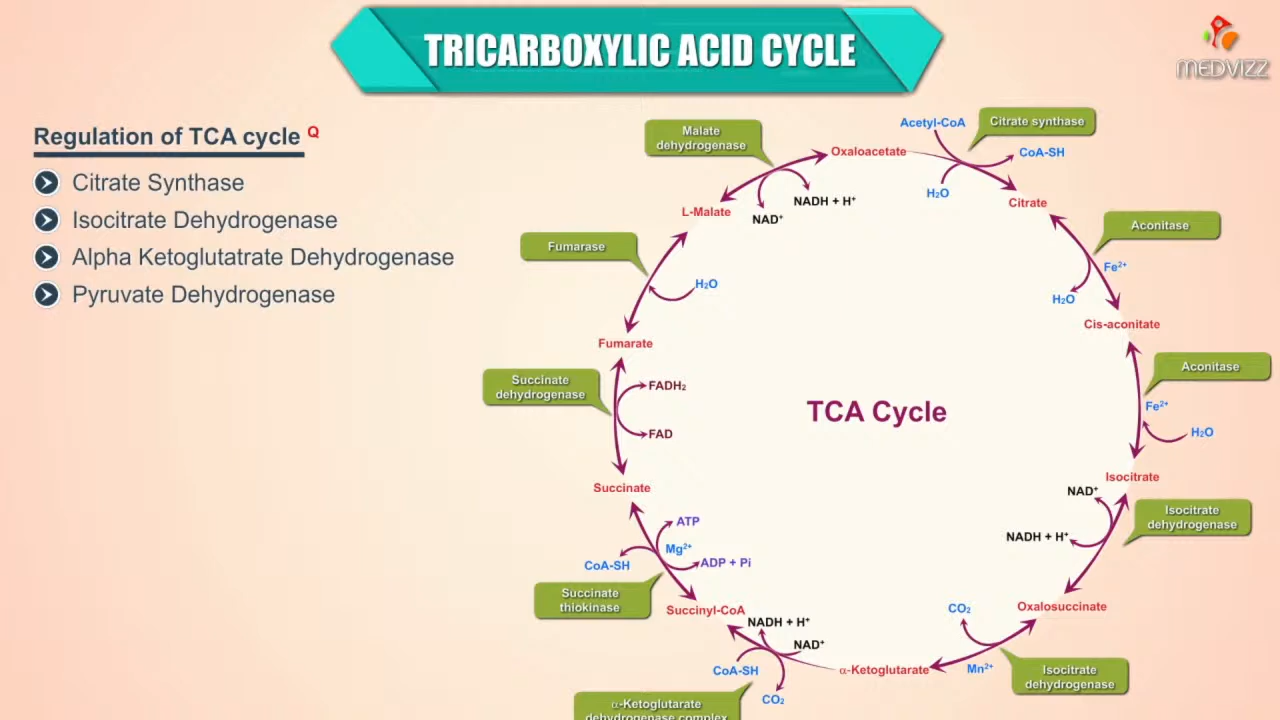 TRICARBOXYLIC ACID CYCLE
MEDVIZZ
Regulation of TCA cycle Q
Citrate Synthase
Isocitrate Dehydrogenase
Alpha Ketoglutatrate Dehydrogenase
Pyruvate Dehydrogenase
Acetyl-CoA
Citrate synthase
Oxaloacetate
CoA-SH
H₂O
Citrate
Aconitase
Fe²⁺
H₂O
Cis-aconitate
Aconitase
Fe²⁺
H₂O
Isocitrate
NAD⁺
Isocitrate
dehydrogenase
NADH + H⁺
Oxalosuccinate
CO₂
Mn²⁺
Isocitrate
dehydrogenase
α-Ketoglutarate
NADH + H⁺
NAD⁺
CoA-SH
CO₂
α-Ketoglutarate
dehydrogenase complex
Succinyl-CoA
ATP
Mg²⁺
ADP + Pi
CoA-SH
Succinate
thiokinase
Succinate
FADH₂
FAD
Succinate
dehydrogenase
Fumarate
H₂O
Fumarase
L-Malate
NAD⁺
NADH + H⁺
Malate
dehydrogenase
TCA Cycle